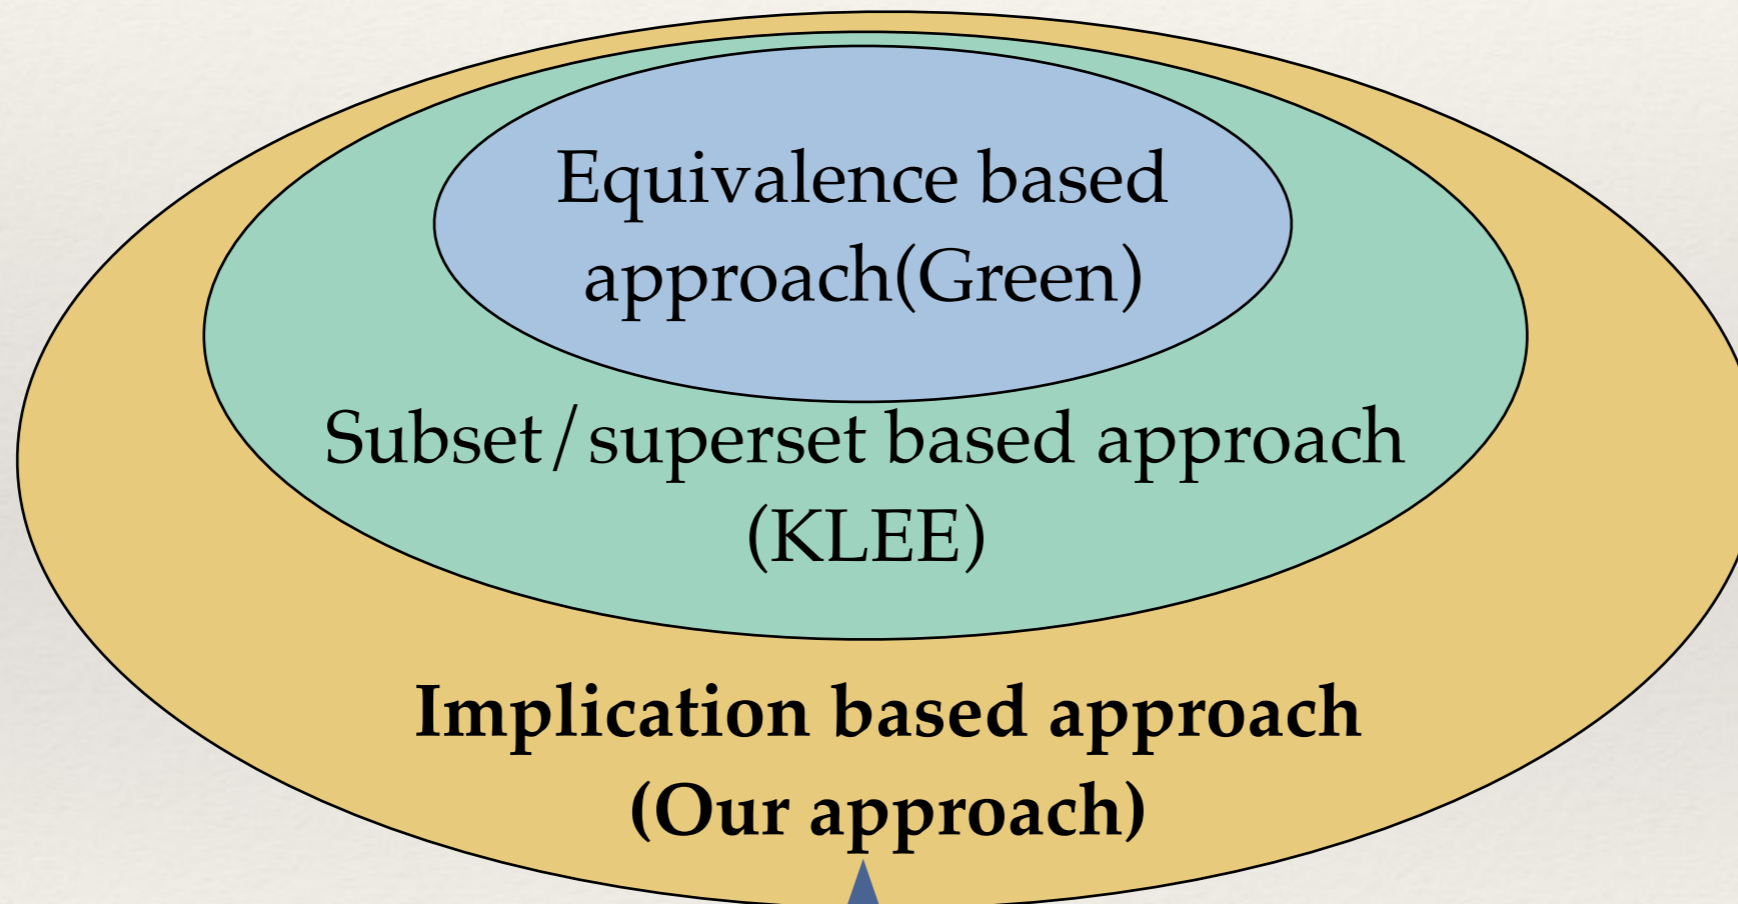 Equivalence based
approach(Green)
Subset/superset based approach
(KLEE)
Implication based approach
(Our approach)